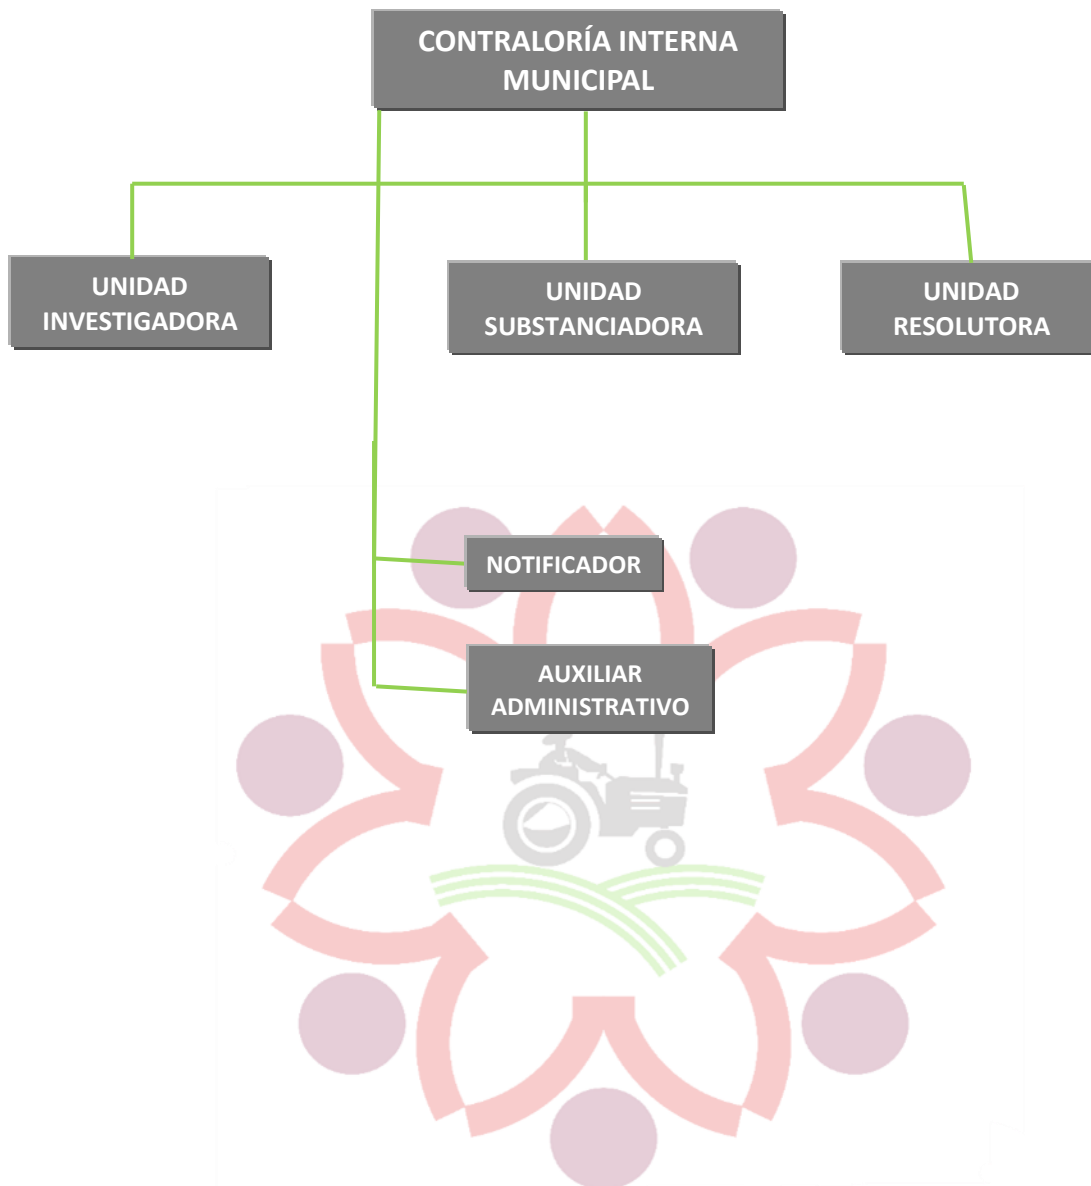 CONTRALORÍA INTERNA
MUNICIPAL
UNIDAD
INVESTIGADORA
UNIDAD
SUBSTANCIADORA
UNIDAD
RESOLUTORA
NOTIFICADOR
AUXILIAR
ADMINISTRATIVO